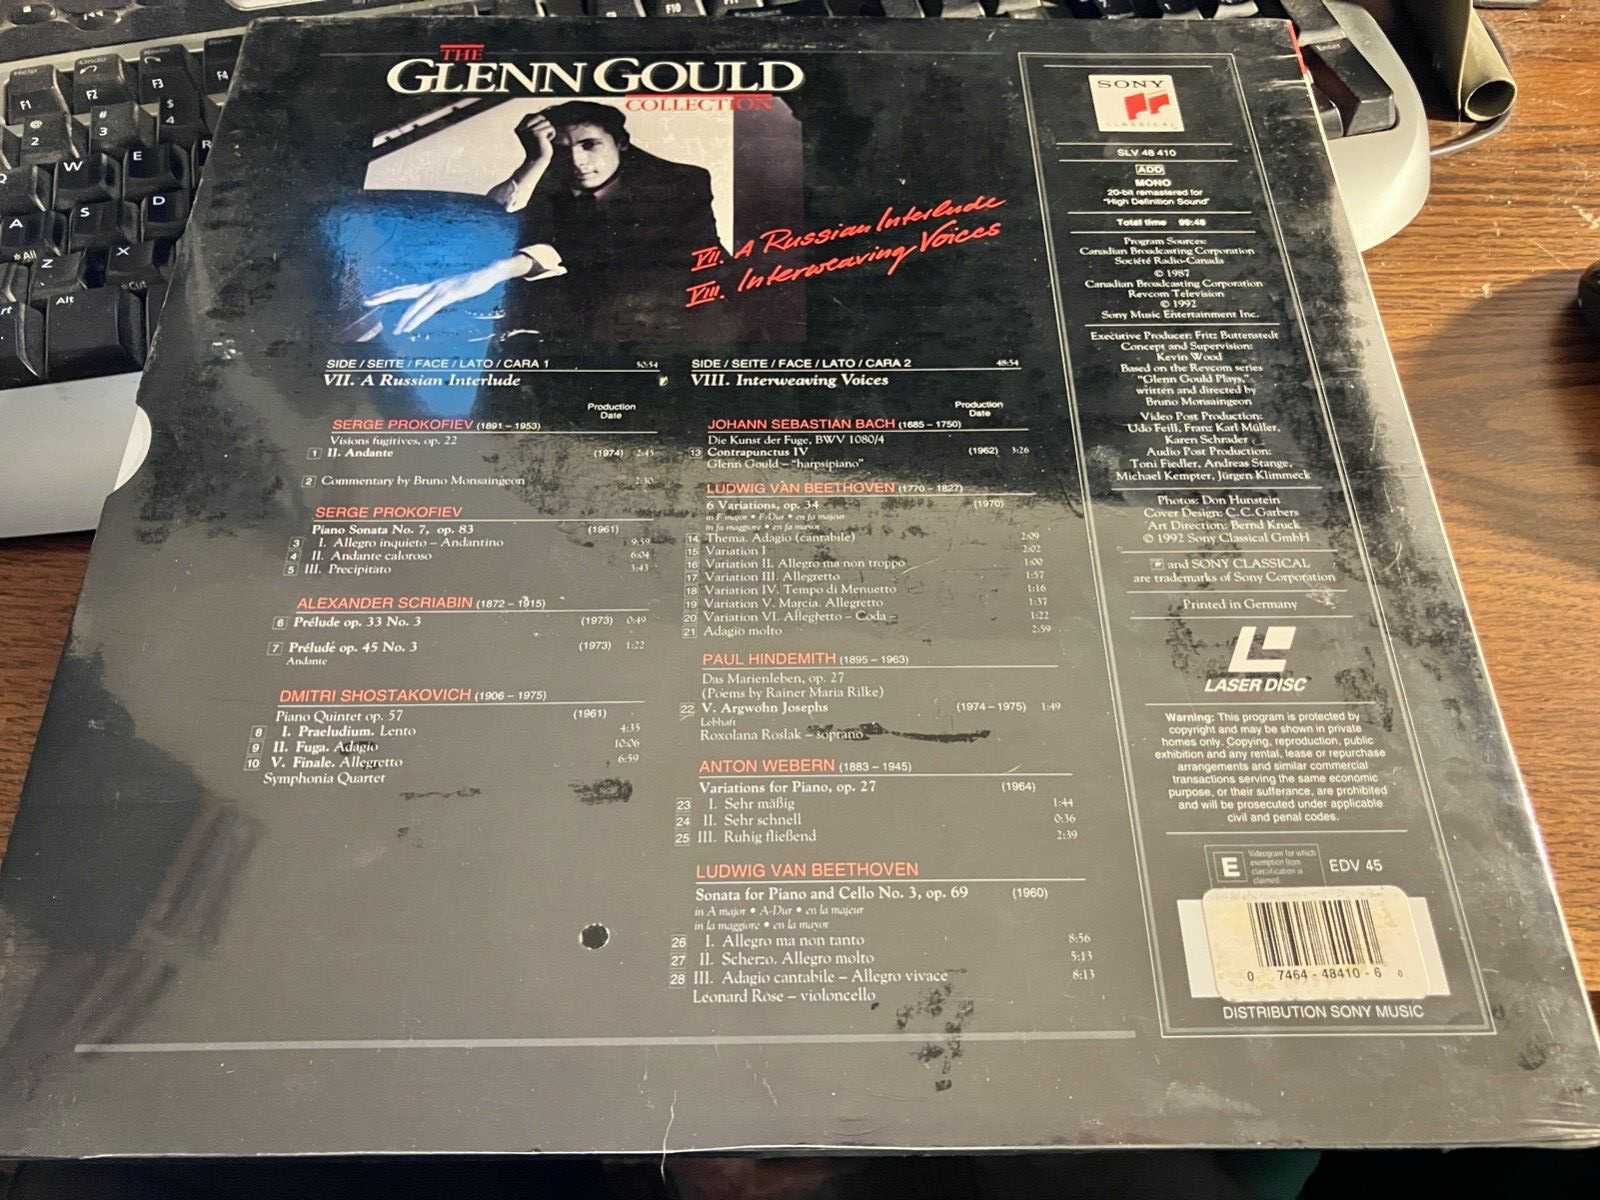 THE
GLENN GOULD
COLLECTION
VII. A Russian Interlude
VIII. Interweaving Voices
SIDE / SEITE / FACE / LATO / CARA 1 50:54
VII. A Russian Interlude
Production
Date
SERGE PROKOFIEV (1891 – 1953)
Visions fugitives, op. 22
1 II. Andante (1974) 2:45
2 Commentary by Bruno Monsaingeon 2:30
SERGE PROKOFIEV
Piano Sonata No. 7, op. 83 (1961)
3 I. Allegro inquieto – Andantino 9:59
4 II. Andante caloroso 6:04
5 III. Precipitato 3:43
ALEXANDER SCRIABIN (1872 – 1915)
6 Prélude op. 33 No. 3 (1973) 0:49
7 Prélude op. 45 No. 3 (1973) 1:22
Andante
DMITRI SHOSTAKOVICH (1906 – 1975)
Piano Quintet op. 57 (1961)
8 I. Praeludium. Lento 4:35
9 II. Fuga. Adagio 10:06
10 V. Finale. Allegretto 6:59
Symphonia Quartet
SIDE / SEITE / FACE / LATO / CARA 2 48:54
VIII. Interweaving Voices
Production
Date
JOHANN SEBASTIAN BACH (1685 – 1750)
Die Kunst der Fuge, BWV 1080/4
13 Contrapunctus IV (1962) 3:26
Glenn Gould – "harpsipiano"
LUDWIG VAN BEETHOVEN (1770 – 1827)
6 Variations, op. 34 (1970)
in F major • F-Dur • en fa majeur
in fa maggiore • en fa mayor
14 Thema. Adagio (cantabile) 2:09
15 Variation I 2:02
16 Variation II. Allegro ma non troppo 1:00
17 Variation III. Allegretto 1:57
18 Variation IV. Tempo di Menuetto 1:16
19 Variation V. Marcia. Allegretto 1:37
20 Variation VI. Allegretto – Coda – 1:22
21 Adagio molto 2:59
PAUL HINDEMITH (1895 – 1963)
Das Marienleben, op. 27
(Poems by Rainer Maria Rilke)
22 V. Argwohn Josephs (1974 – 1975) 1:49
Lebhaft
Roxolana Roslak – soprano
ANTON WEBERN (1883 – 1945)
Variations for Piano, op. 27 (1964)
23 I. Sehr mäßig 1:44
24 II. Sehr schnell 0:36
25 III. Ruhig fließend 2:39
LUDWIG VAN BEETHOVEN
Sonata for Piano and Cello No. 3, op. 69 (1960)
in A major • A-Dur • en la majeur
in la maggiore • en la mayor
26 I. Allegro ma non tanto 8:56
27 II. Scherzo. Allegro molto 5:13
28 III. Adagio cantabile – Allegro vivace 8:13
Leonard Rose – violoncello
SONY
CLASSICAL
SLV 48 410
ADD
MONO
20-bit remastered for
"High Definition Sound"
Total time 99:48
Program Sources:
Canadian Broadcasting Corporation
Société Radio-Canada
© 1987
Canadian Broadcasting Corporation
Revcom Television
© 1992
Sony Music Entertainment Inc.
Executive Producer: Fritz Buttenstedt
Concept and Supervision:
Kevin Wood
Based on the Revcom series
"Glenn Gould Plays,"
written and directed by
Bruno Monsaingeon
Video Post Production:
Udo Feill, Franz Karl Müller,
Karen Schrader
Audio Post Production:
Toni Fiedler, Andreas Stange,
Michael Kempter, Jürgen Klimmeck
Photos: Don Hunstein
Cover Design: C.C. Garbers
Art Direction: Bernd Kruck
© 1992 Sony Classical GmbH
and SONY CLASSICAL
are trademarks of Sony Corporation
Printed in Germany
LASER DISC
Warning: This program is protected by
copyright and may be shown in private
homes only. Copying, reproduction, public
exhibition and any rental, lease or repurchase
arrangements and similar commercial
transactions serving the same economic
purpose, or their sufferance, are prohibited
and will be prosecuted under applicable
civil and penal codes.
E Videogram for which
exemption from
classification is
claimed. EDV 45
0 7464-48410-6 0
DISTRIBUTION SONY MUSIC
Help
F1
Undo
F2
F3
F4
F10
@
2
#
3
$
4
Q
W
E
R
A
S
D
Z
X
Cut
Alt
Enter